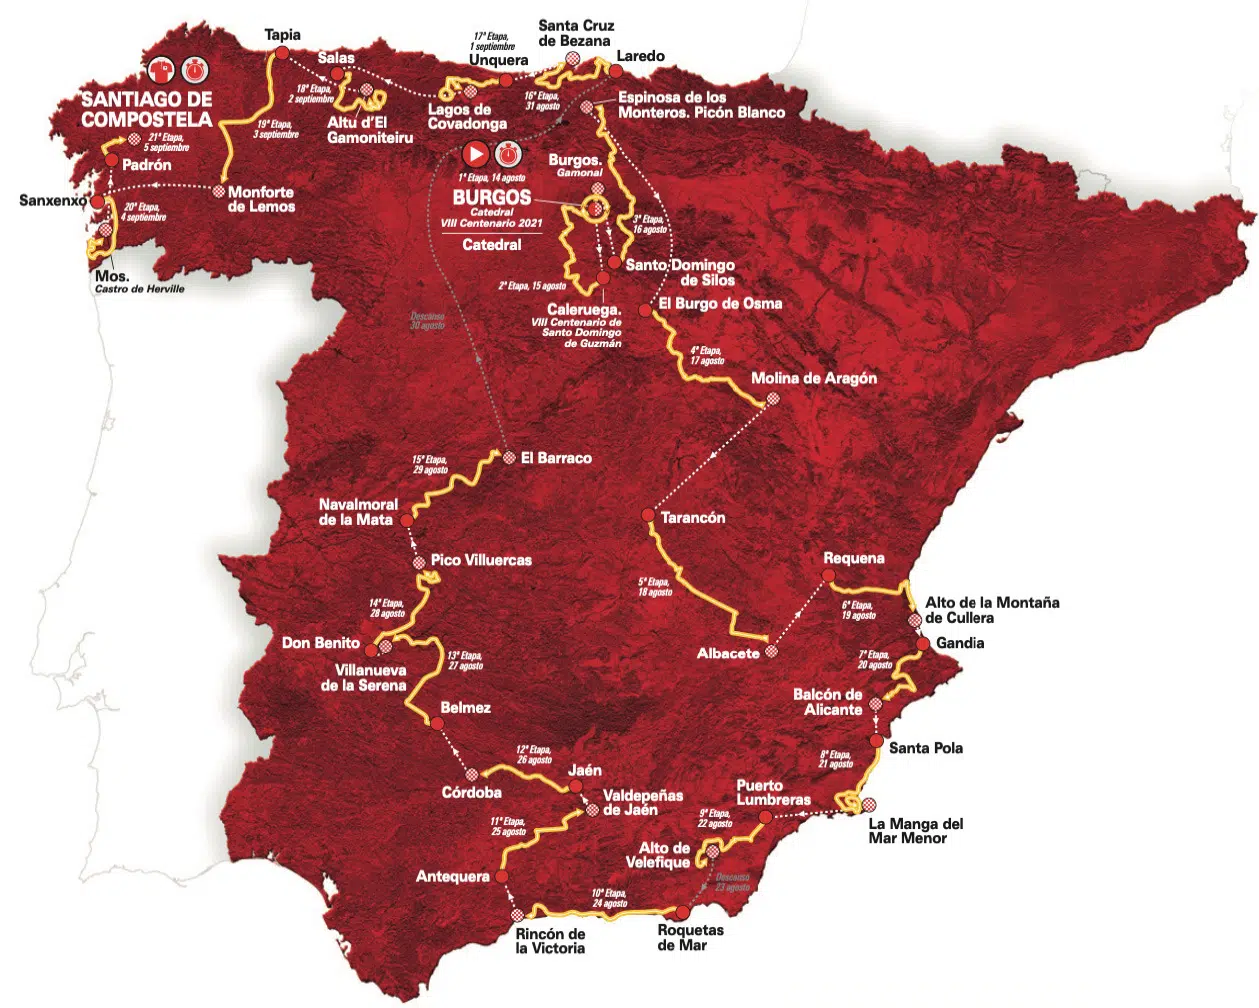 Santa Cruz
de Bezana
Tapia
17ª Etapa,
1 septiembre
Salas
Unquera
Laredo
SANTIAGO DE
COMPOSTELA
18ª Etapa,
2 septiembre
16ª Etapa,
31 agosto
Espinosa de los
Monteros. Picón Blanco
Lagos de
Covadonga
Altu d'El
Gamoniteiru
19ª Etapa,
3 septiembre
21ª Etapa,
5 septiembre
Padrón
1ª Etapa, 14 agosto
BURGOS
Catedral
VIII Centenario 2021
Catedral
Burgos.
Gamonal
Sanxenxo
Monforte
de Lemos
20ª Etapa,
4 septiembre
3ª Etapa,
16 agosto
Mos.
Castro de Herville
Santo Domingo
de Silos
2ª Etapa, 15 agosto
El Burgo de Osma
Caleruega.
VIII Centenario de
Santo Domingo
de Guzmán
Descanso
30 agosto
4ª Etapa,
17 agosto
Molina de Aragón
15ª Etapa,
29 agosto
El Barraco
Navalmoral
de la Mata
Tarancón
Pico Villuercas
Requena
5ª Etapa,
18 agosto
14ª Etapa,
28 agosto
6ª Etapa,
19 agosto
Alto de la Montaña
de Cullera
Don Benito
Gandia
Albacete
13ª Etapa,
27 agosto
7ª Etapa,
20 agosto
Villanueva
de la Serena
Balcón de
Alicante
Belmez
Santa Pola
12ª Etapa,
26 agosto
8ª Etapa,
21 agosto
Jaén
Córdoba
Valdepeñas
de Jaén
Puerto
Lumbreras
11ª Etapa,
25 agosto
9ª Etapa,
22 agosto
La Manga del
Mar Menor
Alto de
Velefique
Antequera
Descanso
23 agosto
10ª Etapa,
24 agosto
Rincón de
la Victoria
Roquetas
de Mar